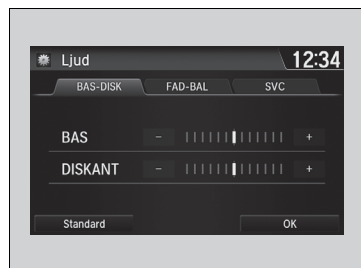 Ljud 12:34
BAS-DISK FAD-BAL SVC
BAS - +
DISKANT - +
Standard OK